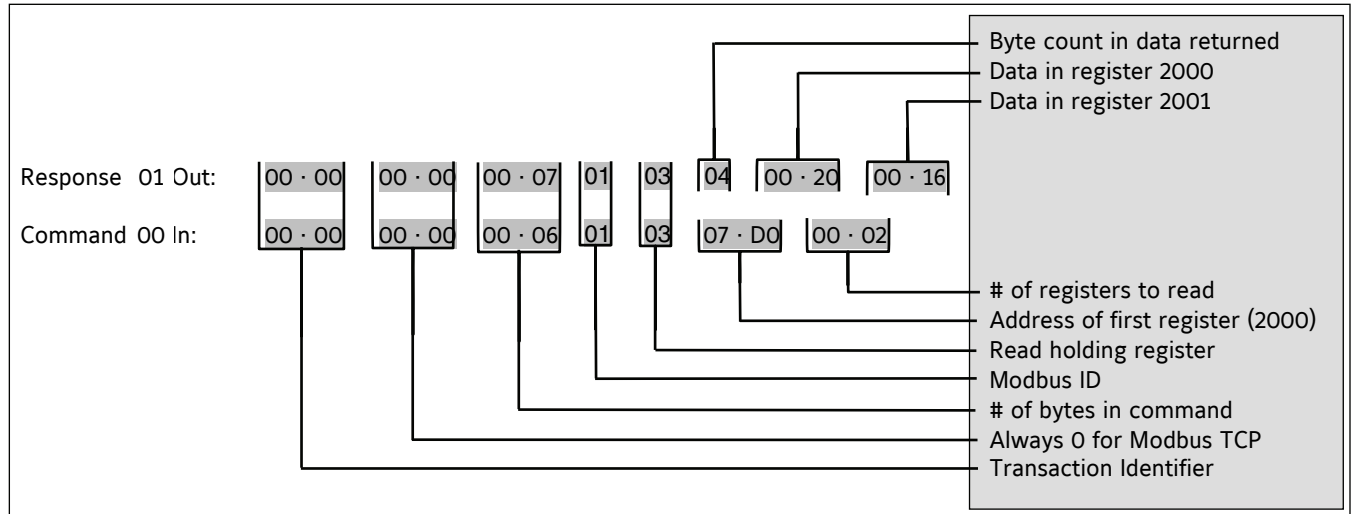 Byte count in data returned
Data in register 2000
Data in register 2001
Response 01 Out: 00 · 00 00 · 00 00 · 07 01 03 04 00 · 20 00 · 16
Command 00 In: 00 · 00 00 · 00 00 · 06 01 03 07 · D0 00 · 02
# of registers to read
Address of first register (2000)
Read holding register
Modbus ID
# of bytes in command
Always 0 for Modbus TCP
Transaction Identifier